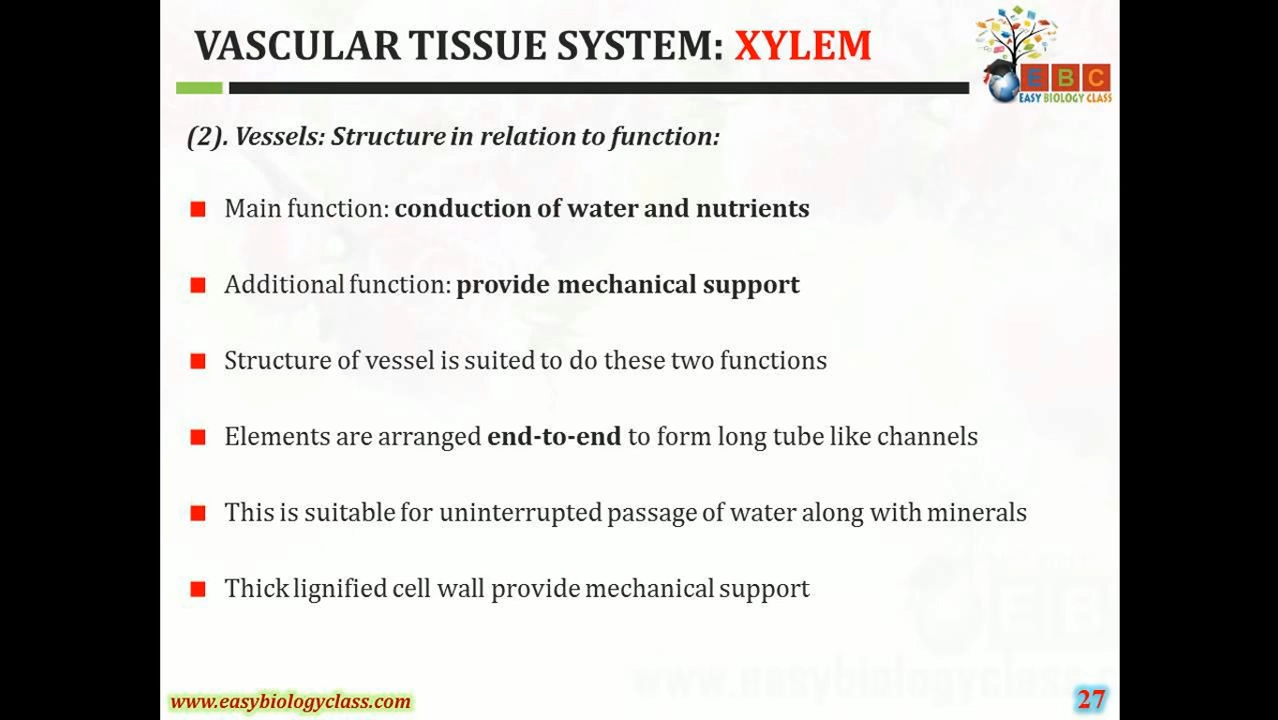 VASCULAR TISSUE SYSTEM: XYLEM
E B C
EASY BIOLOGY CLASS
(2). Vessels: Structure in relation to function:
Main function: conduction of water and nutrients
Additional function: provide mechanical support
Structure of vessel is suited to do these two functions
Elements are arranged end-to-end to form long tube like channels
This is suitable for uninterrupted passage of water along with minerals
Thick lignified cell wall provide mechanical support
E B
www.easybiologyclass.c
www.easybiologyclass.com
27